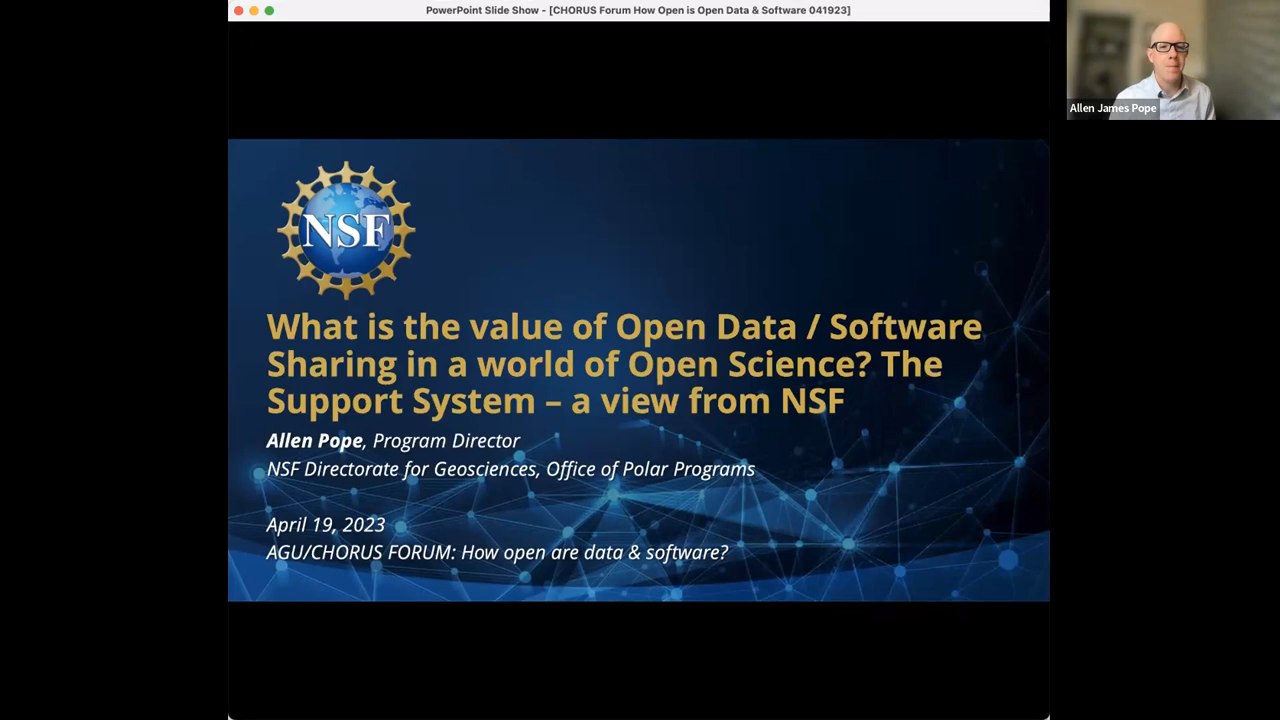 PowerPoint Slide Show - [CHORUS Forum How Open is Open Data & Software 041923]
Allen James Pope
NSF
What is the value of Open Data / Software
Sharing in a world of Open Science? The
Support System – a view from NSF
Allen Pope, Program Director
NSF Directorate for Geosciences, Office of Polar Programs
April 19, 2023
AGU/CHORUS FORUM: How open are data & software?